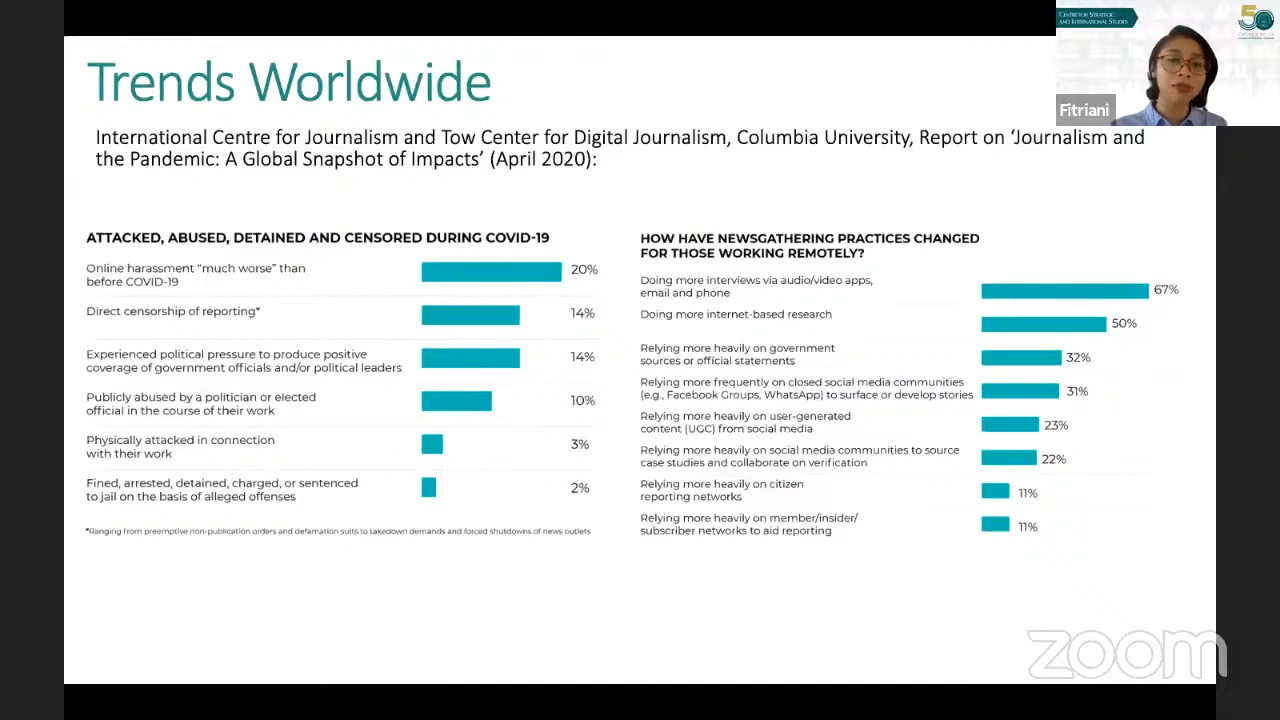 Trends Worldwide
International Centre for Journalism and Tow Center for Digital Journalism, Columbia University, Report on ‘Journalism and
the Pandemic: A Global Snapshot of Impacts’ (April 2020):
CENTRE FOR STRATEGIC
AND INTERNATIONAL STUDIES
50
Fitriani
ATTACKED, ABUSED, DETAINED AND CENSORED DURING COVID-19
Online harassment “much worse” than
before COVID-19
20%
Direct censorship of reporting*
14%
Experienced political pressure to produce positive
coverage of government officials and/or political leaders
14%
Publicly abused by a politician or elected
official in the course of their work
10%
Physically attacked in connection
with their work
3%
Fined, arrested, detained, charged, or sentenced
to jail on the basis of alleged offenses
2%
*Ranging from preemptive non-publication orders and defamation suits to takedown demands and forced shutdowns of news outlets
HOW HAVE NEWSGATHERING PRACTICES CHANGED
FOR THOSE WORKING REMOTELY?
Doing more interviews via audio/video apps,
email and phone
67%
Doing more internet-based research
50%
Relying more heavily on government
sources or official statements
32%
Relying more frequently on closed social media communities
(e.g., Facebook Groups, WhatsApp) to surface or develop stories
31%
Relying more heavily on user-generated
content (UGC) from social media
23%
Relying more heavily on social media communities to source
case studies and collaborate on verification
22%
Relying more heavily on citizen
reporting networks
11%
Relying more heavily on member/insider/
subscriber networks to aid reporting
11%
zoom